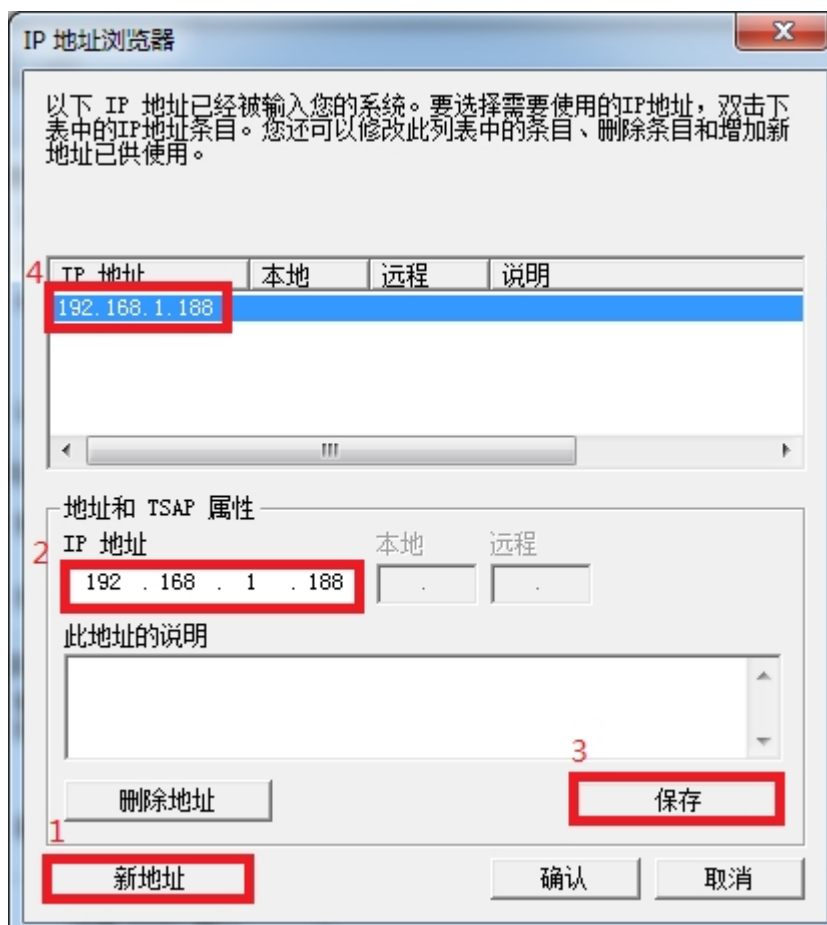 IP 地址浏览器
以下 IP 地址已经被输入您的系统。要选择需要使用的IP地址，双击下
表中的IP地址条目。您还可以修改此列表中的条目、删除条目和增加新
地址已供使用。
4 IP 地址 本地 远程 说明
192.168.1.188
地址和 TSAP 属性
IP 地址 本地 远程
2 192 . 168 . 1 . 188 . .
此地址的说明
3
删除地址 保存
1
新地址 确认 取消